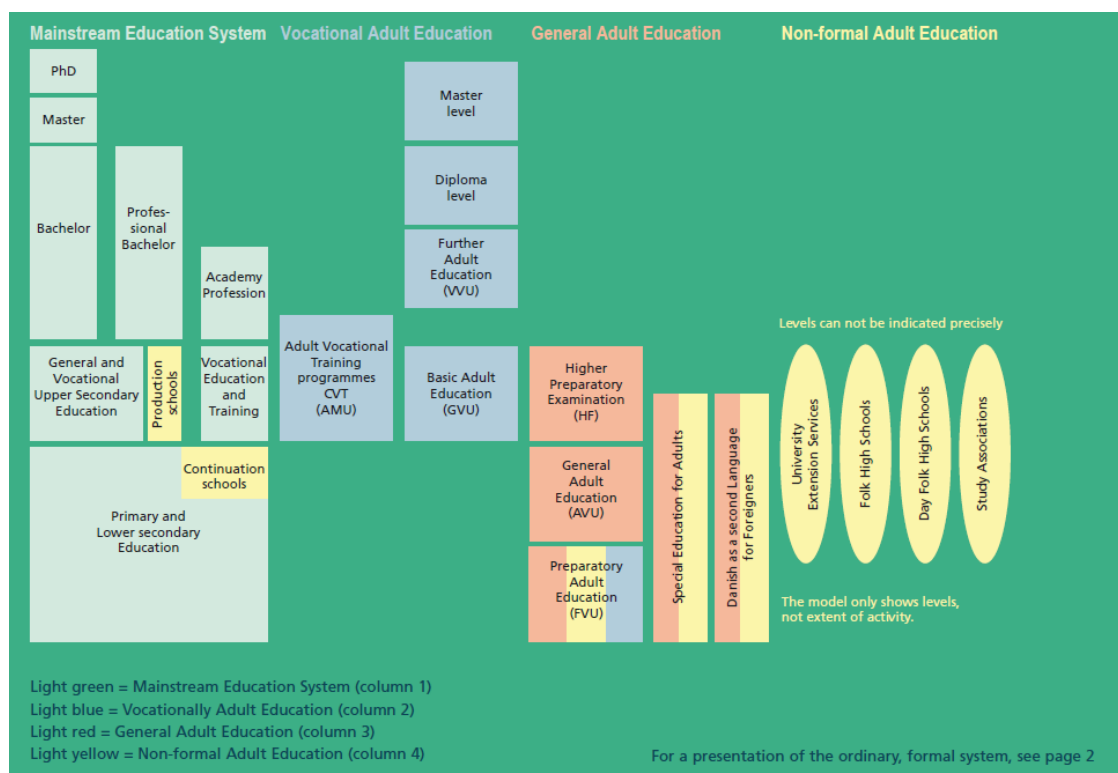 Mainstream Education System
Vocational Adult Education
General Adult Education
Non-formal Adult Education
PhD
Master
Bachelor
Profes-
sional
Bachelor
Academy
Profession
General and
Vocational
Upper Secondary
Education
Production
schools
Vocational
Education
and
Training
Continuation
schools
Primary and
Lower secondary
Education
Master
level
Diploma
level
Further
Adult
Education
(VVU)
Adult Vocational
Training
programmes
CVT
(AMU)
Basic Adult
Education
(GVU)
Higher
Preparatory
Examination
(HF)
General
Adult
Education
(AVU)
Preparatory
Adult
Education
(FVU)
Special Education for Adults
Danish as a second Language
for Foreigners
Levels can not be indicated precisely
University
Extension Services
Folk High Schools
Day Folk High Schools
Study Associations
The model only shows levels,
not extent of activity.
Light green = Mainstream Education System (column 1)
Light blue = Vocationally Adult Education (column 2)
Light red = General Adult Education (column 3)
Light yellow = Non-formal Adult Education (column 4)
For a presentation of the ordinary, formal system, see page 2